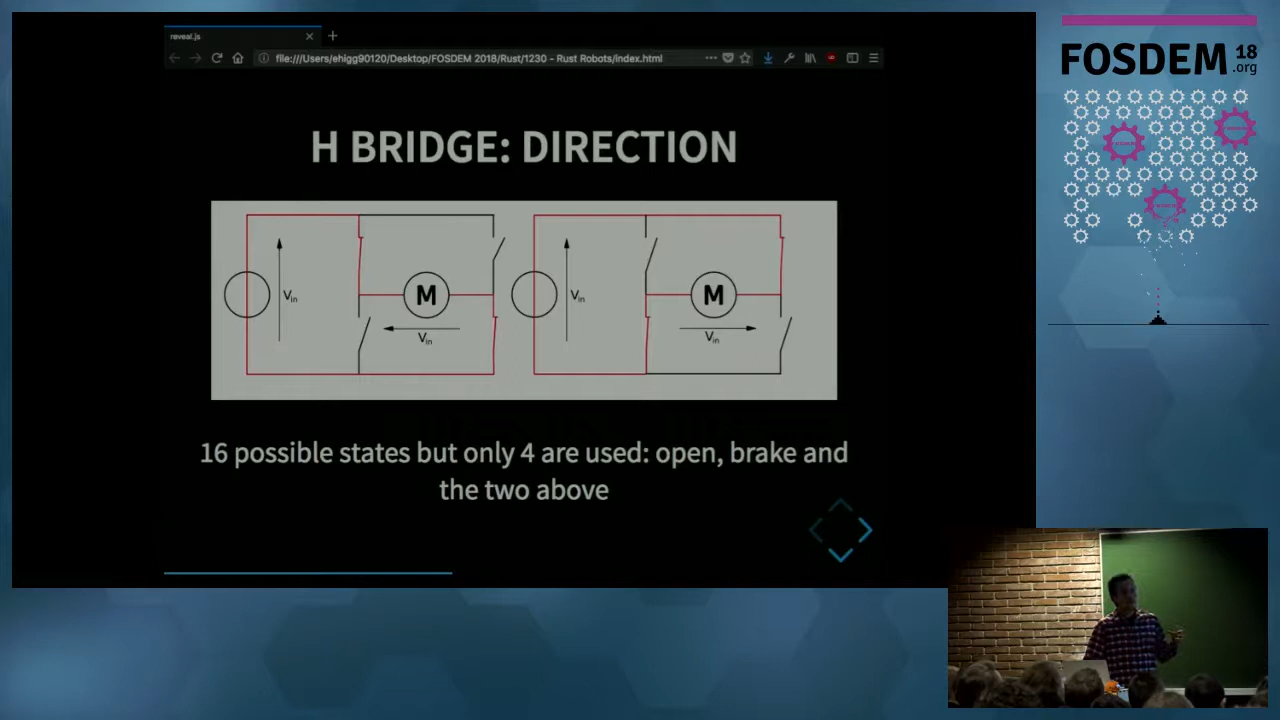 reveal.js
file:///Users/ehigg90120/Desktop/FOSDEM 2018/Rust/1230 - Rust Robots/index.html
FOSDEM 18
.org
H BRIDGE: DIRECTION
Vin
M
Vin
Vin
M
Vin
16 possible states but only 4 are used: open, brake and
the two above